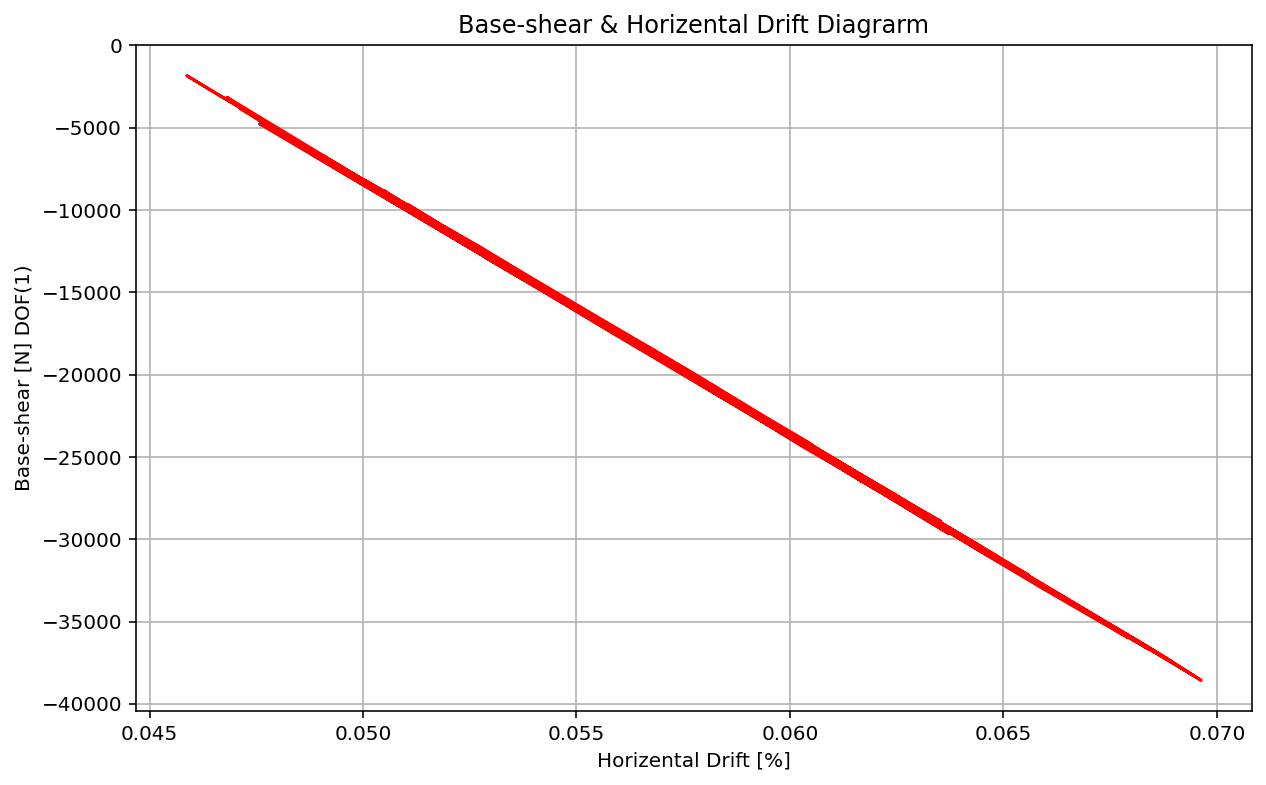 Base-shear & Horizental Drift Diagrarm
0
−5000
−10000
−15000
−20000
−25000
−30000
−35000
−40000
Base-shear [N] DOF(1)
0.045 0.050 0.055 0.060 0.065 0.070
Horizental Drift [%]